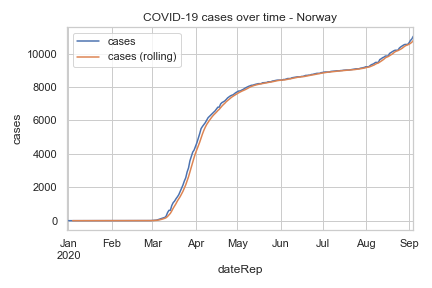 COVID-19 cases over time - Norway
cases
cases (rolling)
10000
8000
6000
4000
2000
0
cases
Jan Feb Mar Apr May Jun Jul Aug Sep
2020
dateRep